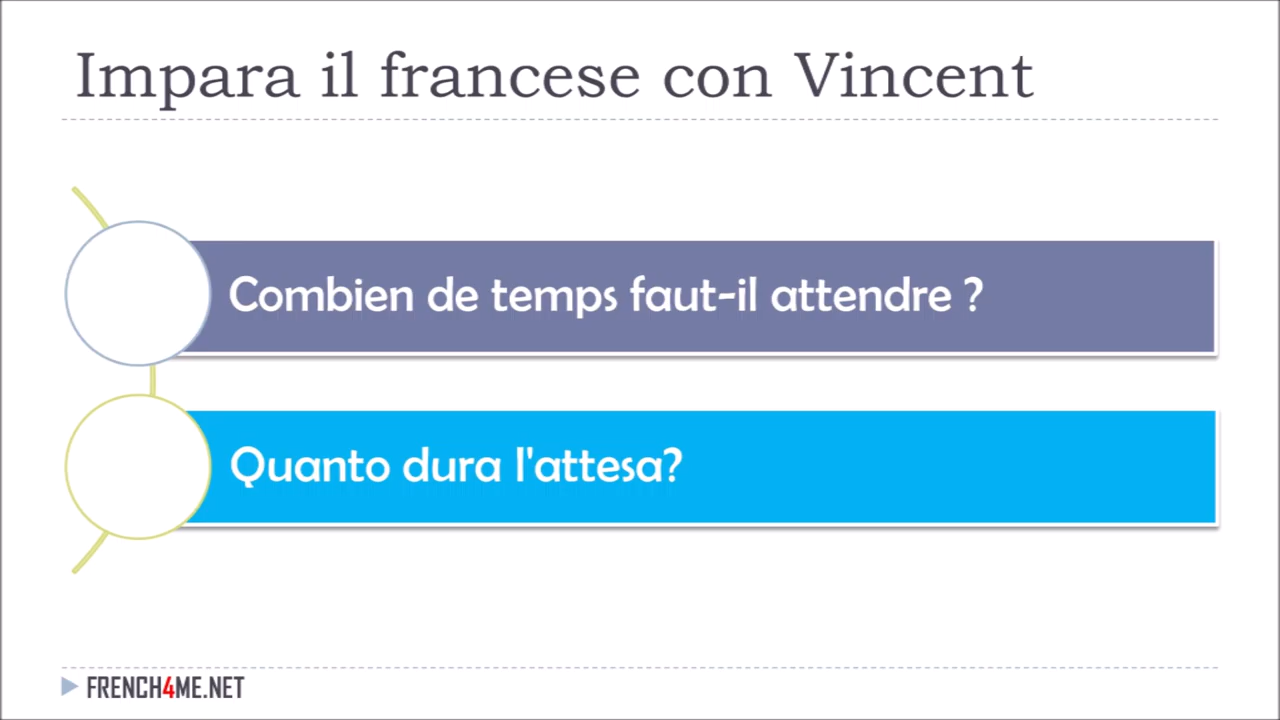 Impara il francese con Vincent
Combien de temps faut-il attendre ?
Quanto dura l'attesa?
FRENCH4ME.NET